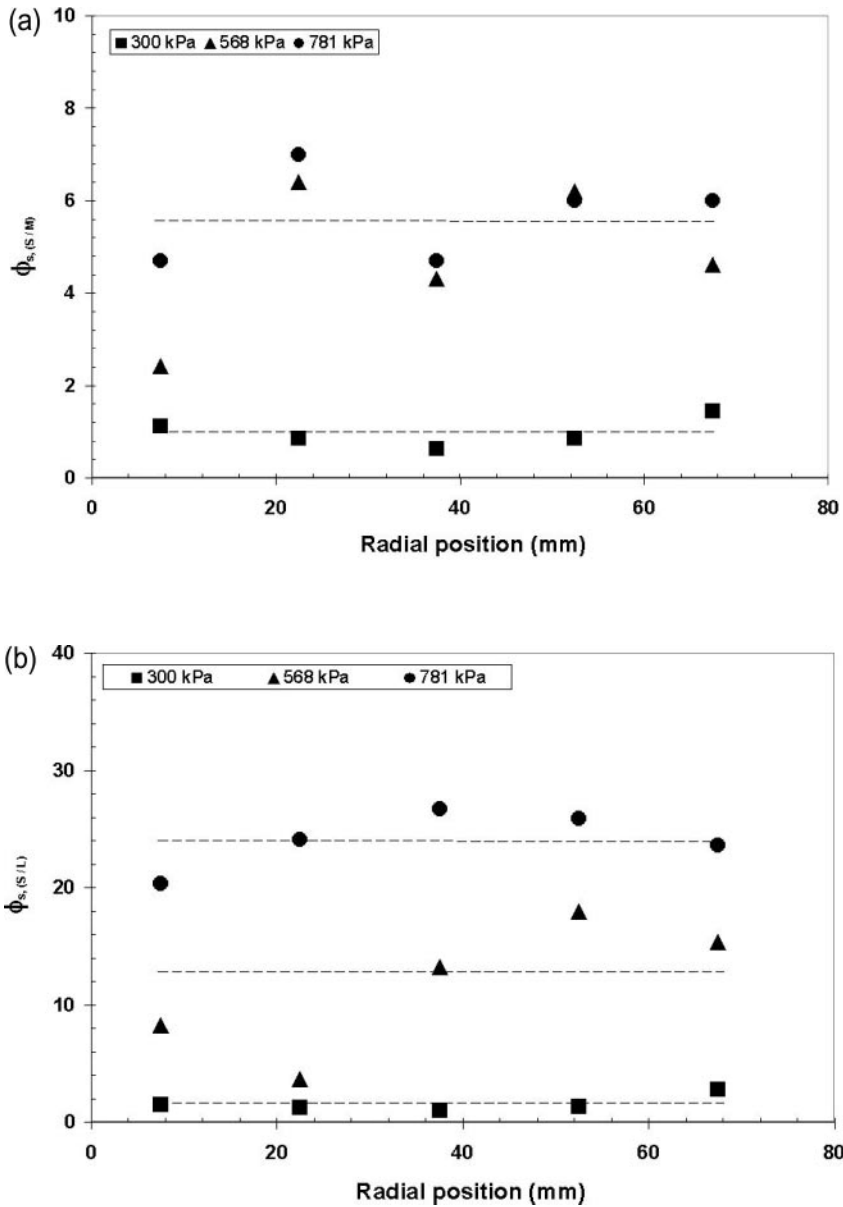 (a)
■ 300 kPa ▲ 568 kPa ● 781 kPa
10
8
6
4
2
0
ϕs, (S / M)
0 20 40 60 80
Radial position (mm)
(b)
■ 300 kPa ▲ 568 kPa ● 781 kPa
40
30
20
10
0
ϕs, (S / L)
0 20 40 60 80
Radial position (mm)